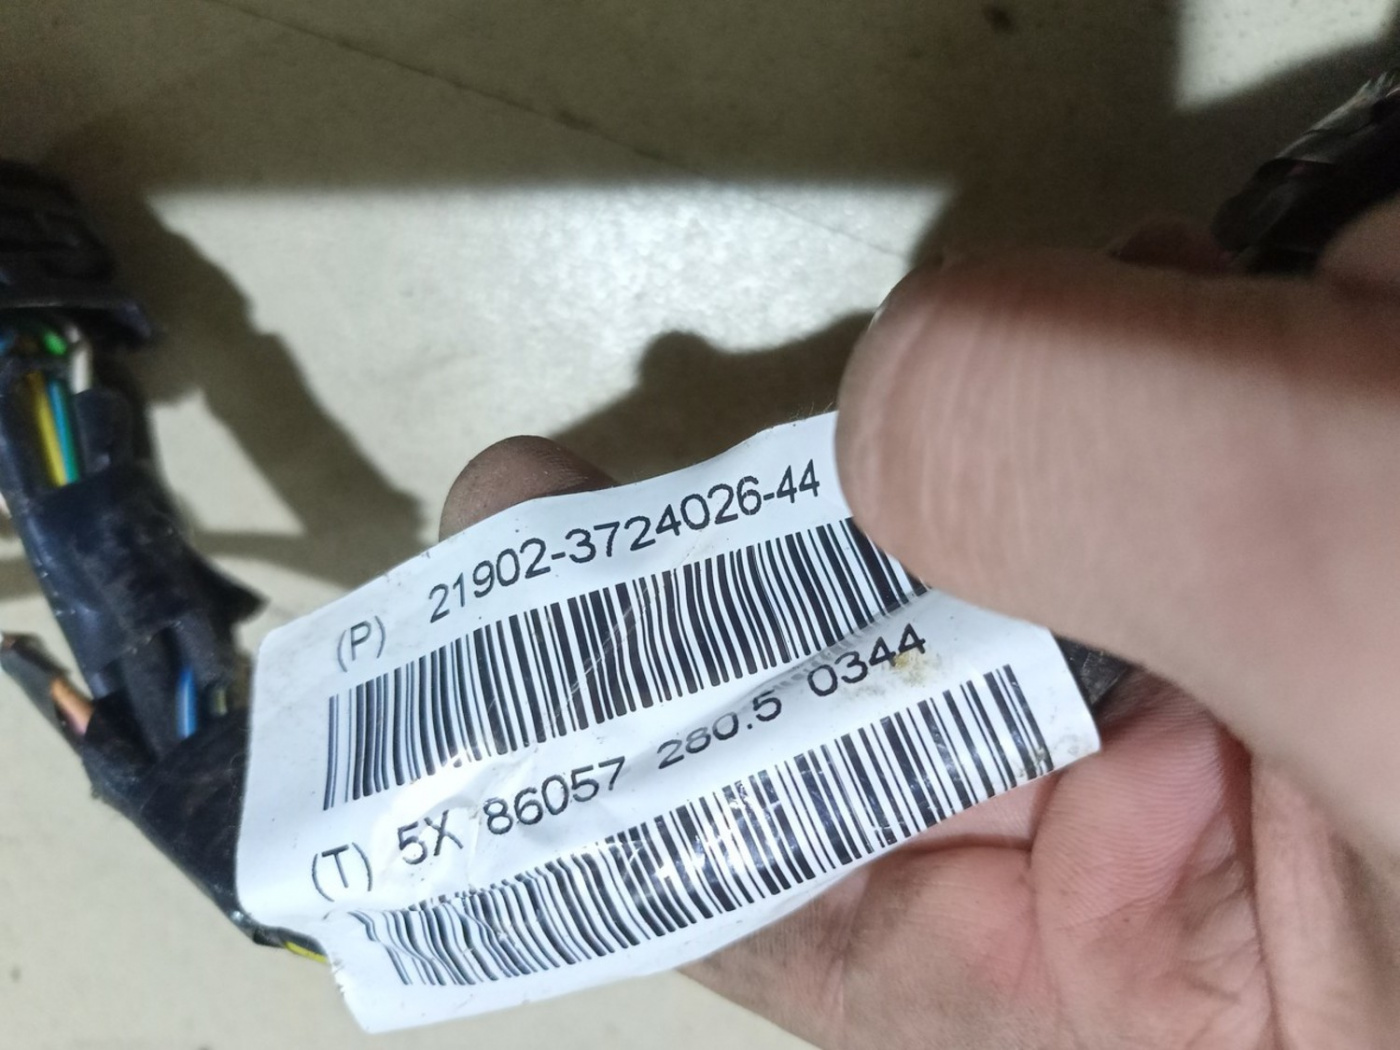 (P) 21902-3724026-44
(T) 5X 86057 280.5 0344